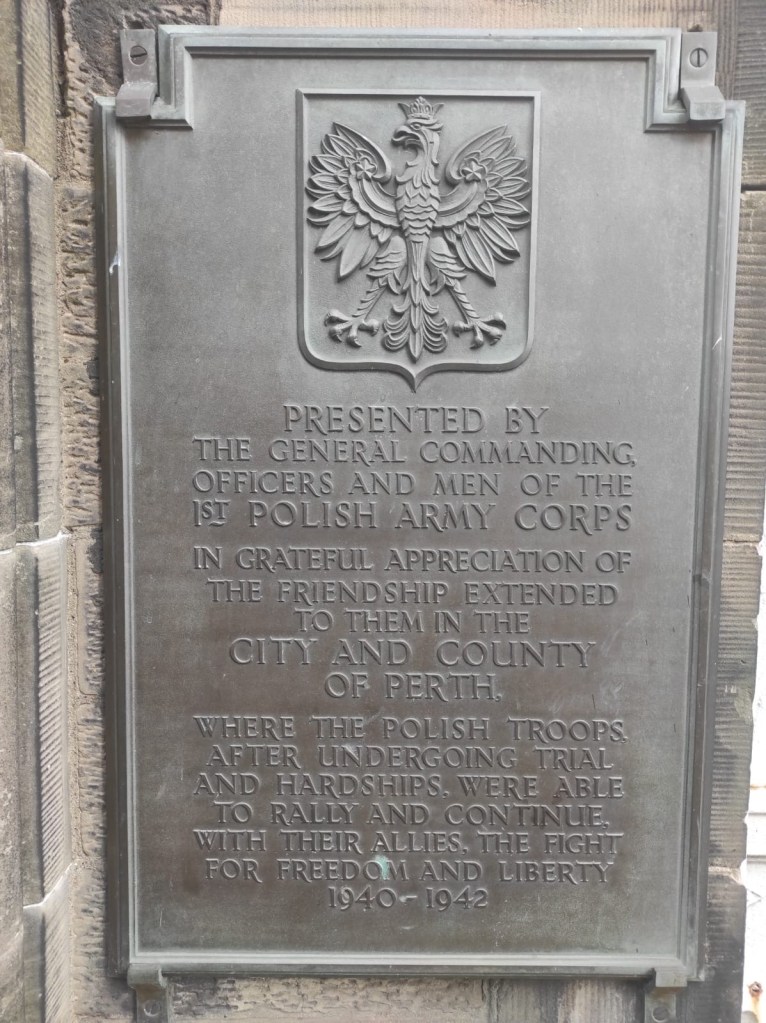 PRESENTED BY
THE GENERAL COMMANDING,
OFFICERS AND MEN OF THE
1ST POLISH ARMY CORPS
IN GRATEFUL APPRECIATION OF
THE FRIENDSHIP EXTENDED
TO THEM IN THE
CITY AND COUNTY
OF PERTH,
WHERE THE POLISH TROOPS,
AFTER UNDERGOING TRIAL
AND HARDSHIPS, WERE ABLE
TO RALLY AND CONTINUE,
WITH THEIR ALLIES, THE FIGHT
FOR FREEDOM AND LIBERTY
1940-1942